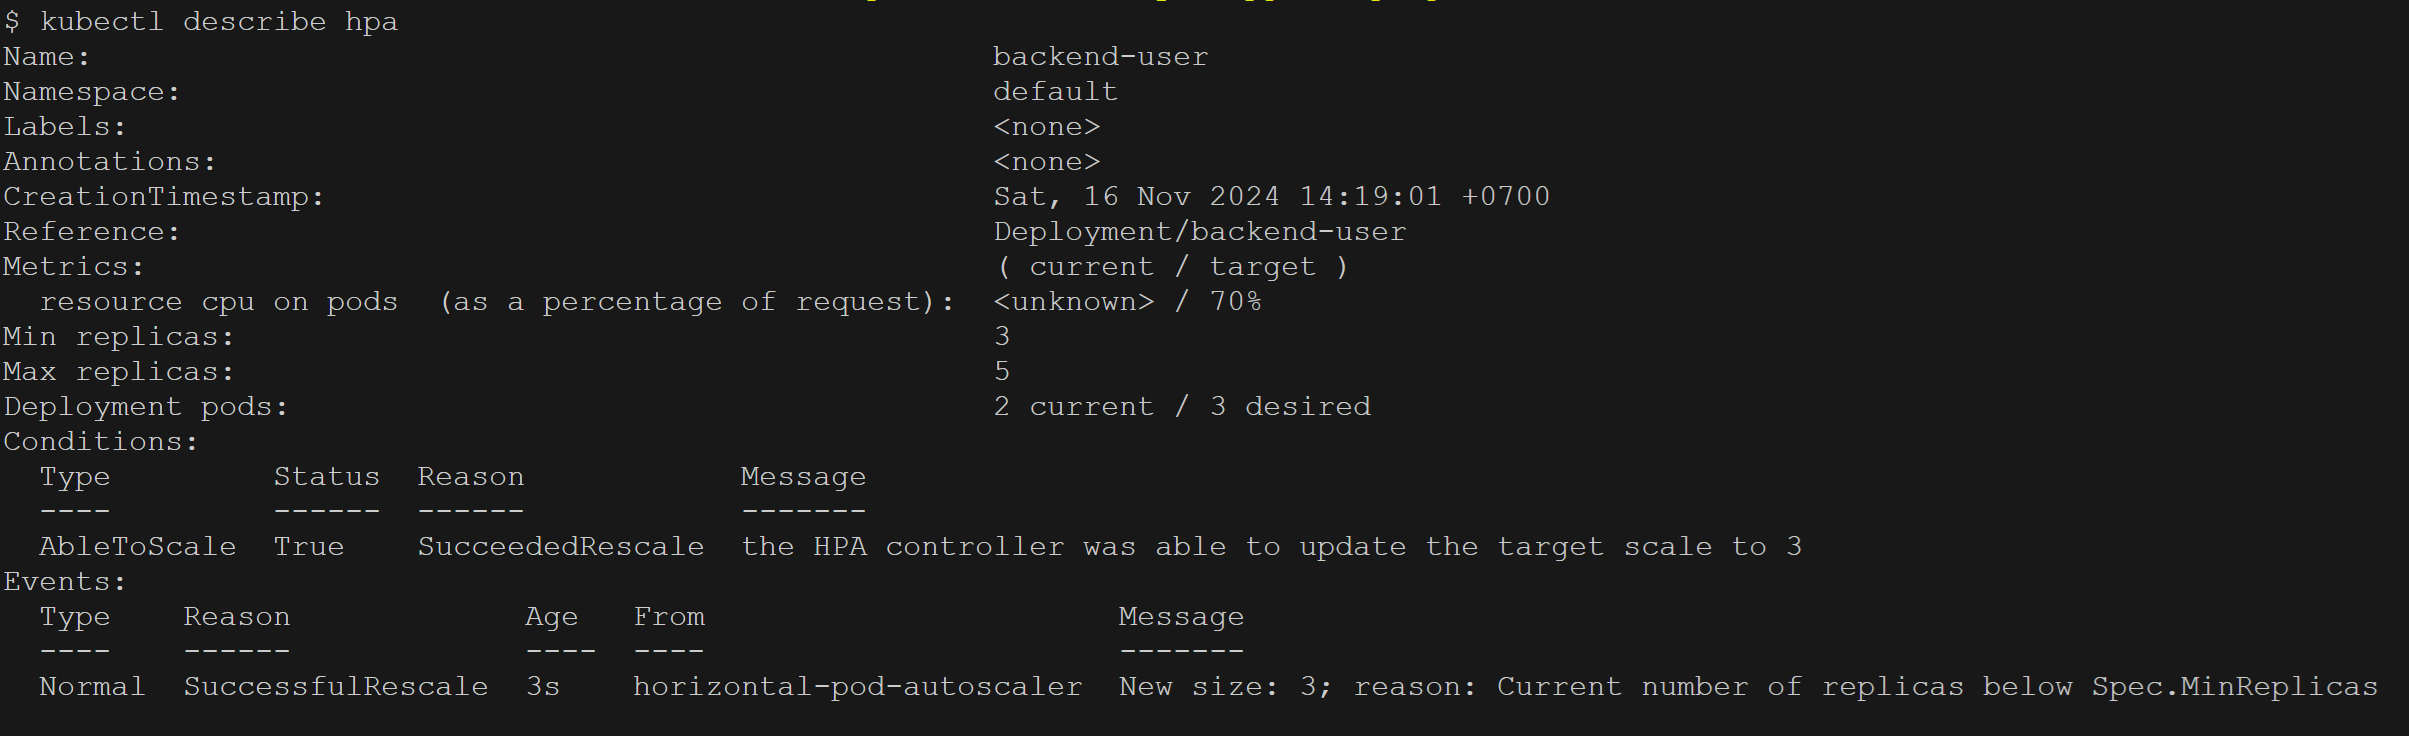 $ kubectl describe hpa
Name:                                                  backend-user
Namespace:                                             default
Labels:                                                <none>
Annotations:                                           <none>
CreationTimestamp:                                     Sat, 16 Nov 2024 14:19:01 +0700
Reference:                                             Deployment/backend-user
Metrics:                                               ( current / target )
  resource cpu on pods  (as a percentage of request):  <unknown> / 70%
Min replicas:                                          3
Max replicas:                                          5
Deployment pods:                                       2 current / 3 desired
Conditions:
  Type         Status  Reason            Message
  ----         ------  ------            -------
  AbleToScale  True    SucceededRescale  the HPA controller was able to update the target scale to 3
Events:
  Type    Reason             Age   From                       Message
  ----    ------             ----  ----                       -------
  Normal  SuccessfulRescale  3s    horizontal-pod-autoscaler  New size: 3; reason: Current number of replicas below Spec.MinReplicas